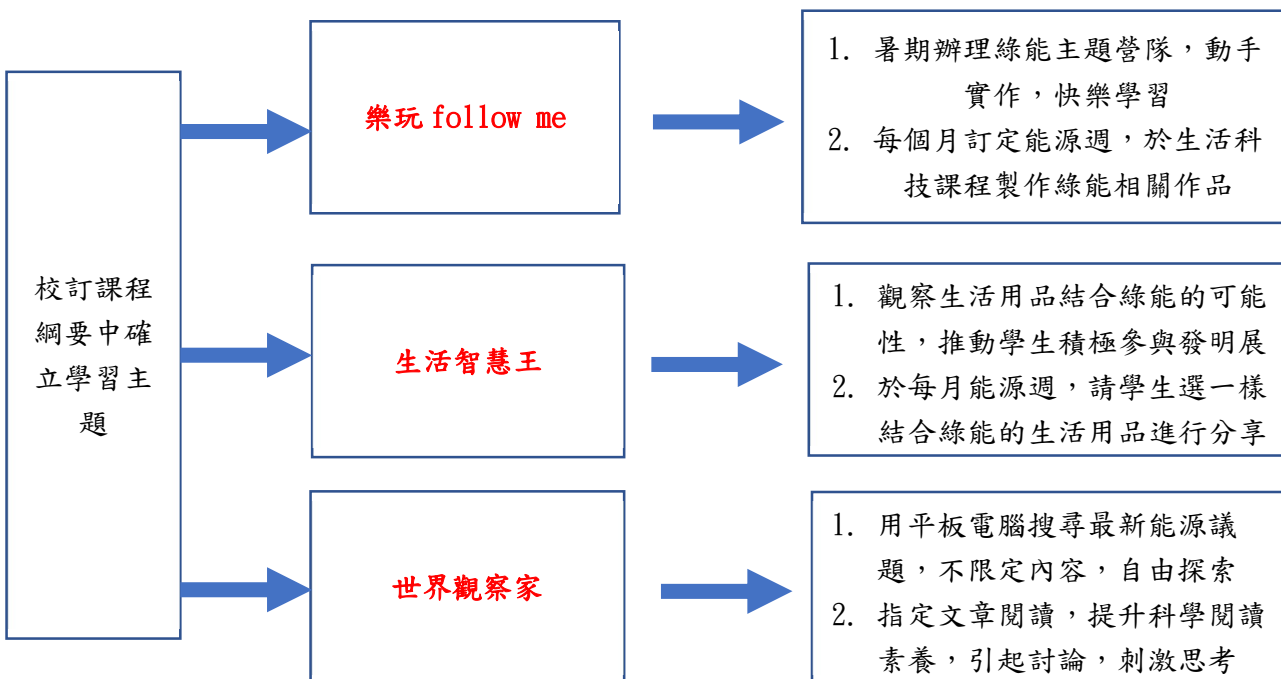 校訂課程
綱要中確
立學習主
題
樂玩 follow me
1. 暑期辦理綠能主題營隊，動手
實作，快樂學習
2. 每個月訂定能源週，於生活科
技課程製作綠能相關作品
生活智慧王
1. 觀察生活用品結合綠能的可能
性，推動學生積極參與發明展
2. 於每月能源週，請學生選一樣
結合綠能的生活用品進行分享
世界觀察家
1. 用平板電腦搜尋最新能源議
題，不限定內容，自由探索
2. 指定文章閱讀，提升科學閱讀
素養，引起討論，刺激思考